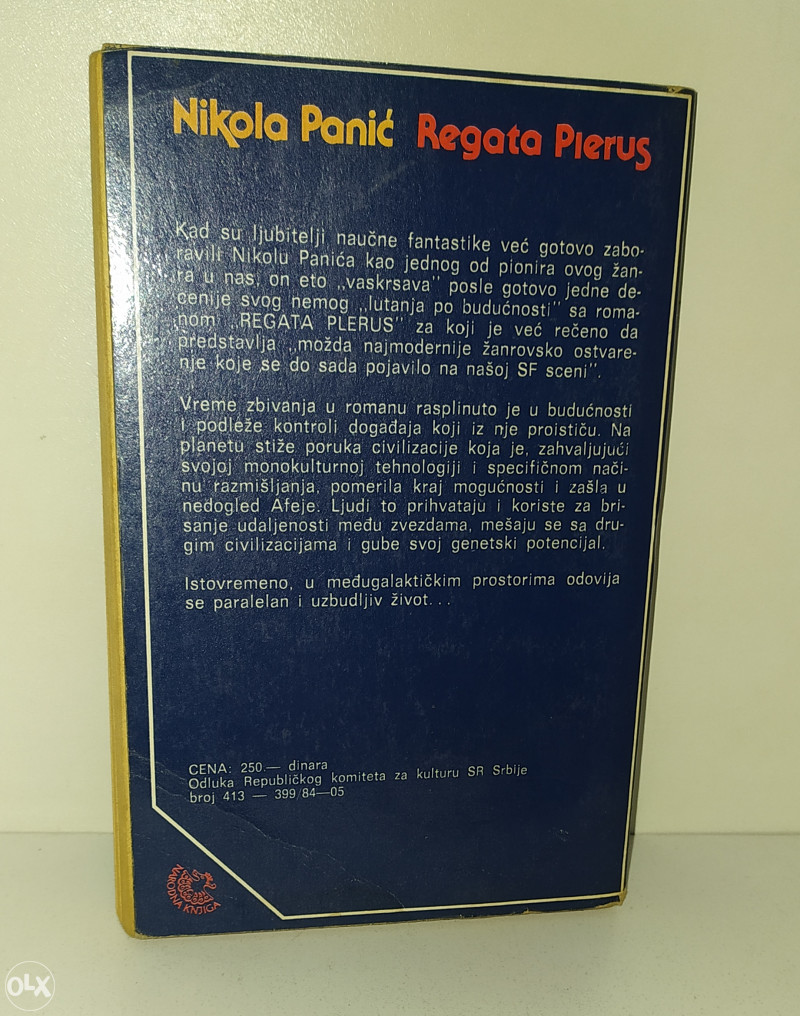 Nikola Panić Regata Plerus
Kad su ljubitelji naučne fantastike već gotovo zabo-
ravili Nikolu Panića kao jednog od pionira ovog žan-
ra u nas, on eto „vaskrsava" posle gotovo jedne de-
cenije svog nemog „lutanja po budućnosti" sa roma-
nom „REGATA PLERUS" za koji je već rečeno da
predstavlja „možda najmodernije žanrovsko ostvare-
nje koje se do sada pojavilo na našoj SF sceni".
Vreme zbivanja u romanu rasplinuto je u budućnosti
i podleže kontroli događaja koji iz nje proističu. Na
planetu stiže poruka civilizacije koja je, zahvaljujući
svojoj monokulturnoj tehnologiji i specifičnom nači-
nu razmišljanja, pomerila kraj mogućnosti i zašla u
nedogled Afeje. Ljudi to prihvataju i koriste za bri-
sanje udaljenosti među zvezdama, mešaju se sa dru-
gim civilizacijama i gube svoj genetski potencijal.
Istovremeno, u međugalaktičkim prostorima odovija
se paralelan i uzbudljiv život...
CENA: 250.— dinara
Odluka Republičkog komiteta za kulturu SR Srbije
broj 413 — 399/84—05
NARODNA KNJIGA
OLX